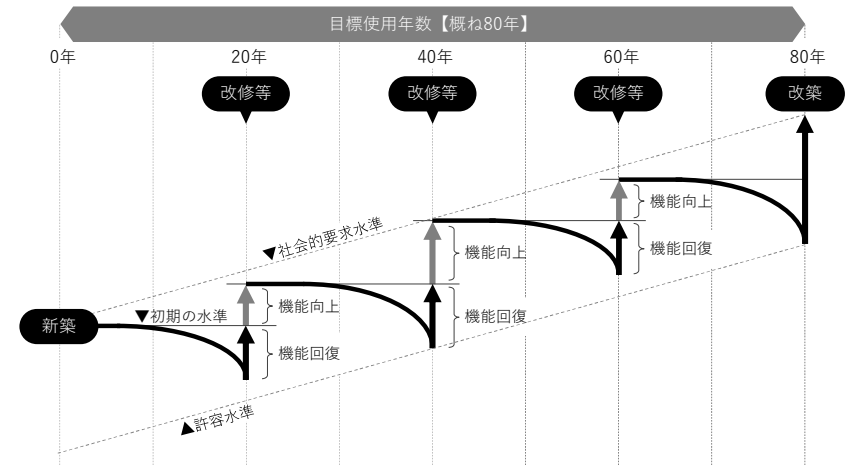 目標使用年数【概ね80年】
0年
20年
40年
60年
80年
改修等
改修等
改修等
改築
機能向上
機能回復
▼社会的要求水準
機能向上
機能回復
新築
▼初期の水準
機能向上
機能回復
▲許容水準